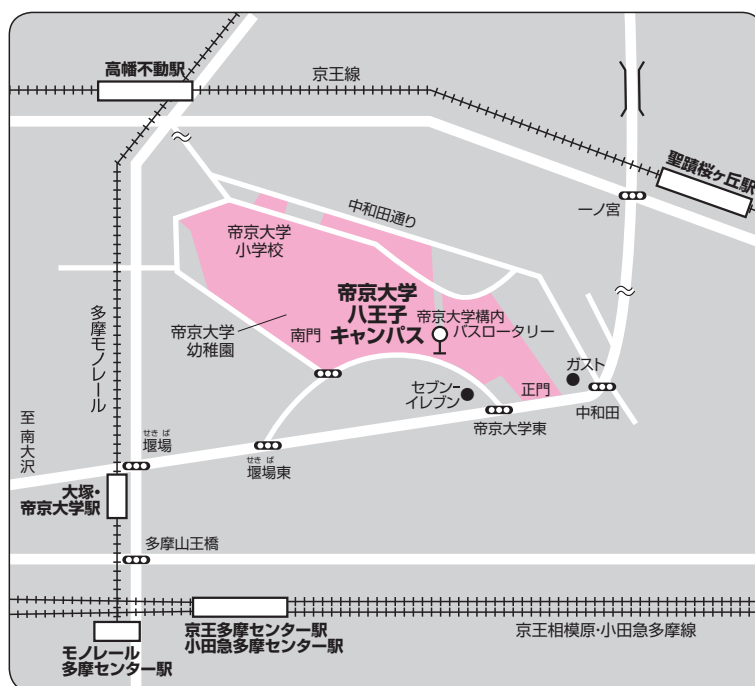 高幡不動駅
京王線
聖蹟桜ヶ丘駅
一ノ宮
中和田通り
帝京大学
小学校
帝京大学
八王子
キャンパス
帝京大学構内
バスロータリー
帝京大学
幼稚園
南門
多摩モノレール
ガスト
セブン-
イレブン
正門
中和田
帝京大学東
至 南大沢
せき ば
堰場
せき ば
堰場東
大塚・
帝京大学駅
多摩山王橋
京王多摩センター駅
小田急多摩センター駅
京王相模原・小田急多摩線
モノレール
多摩センター駅